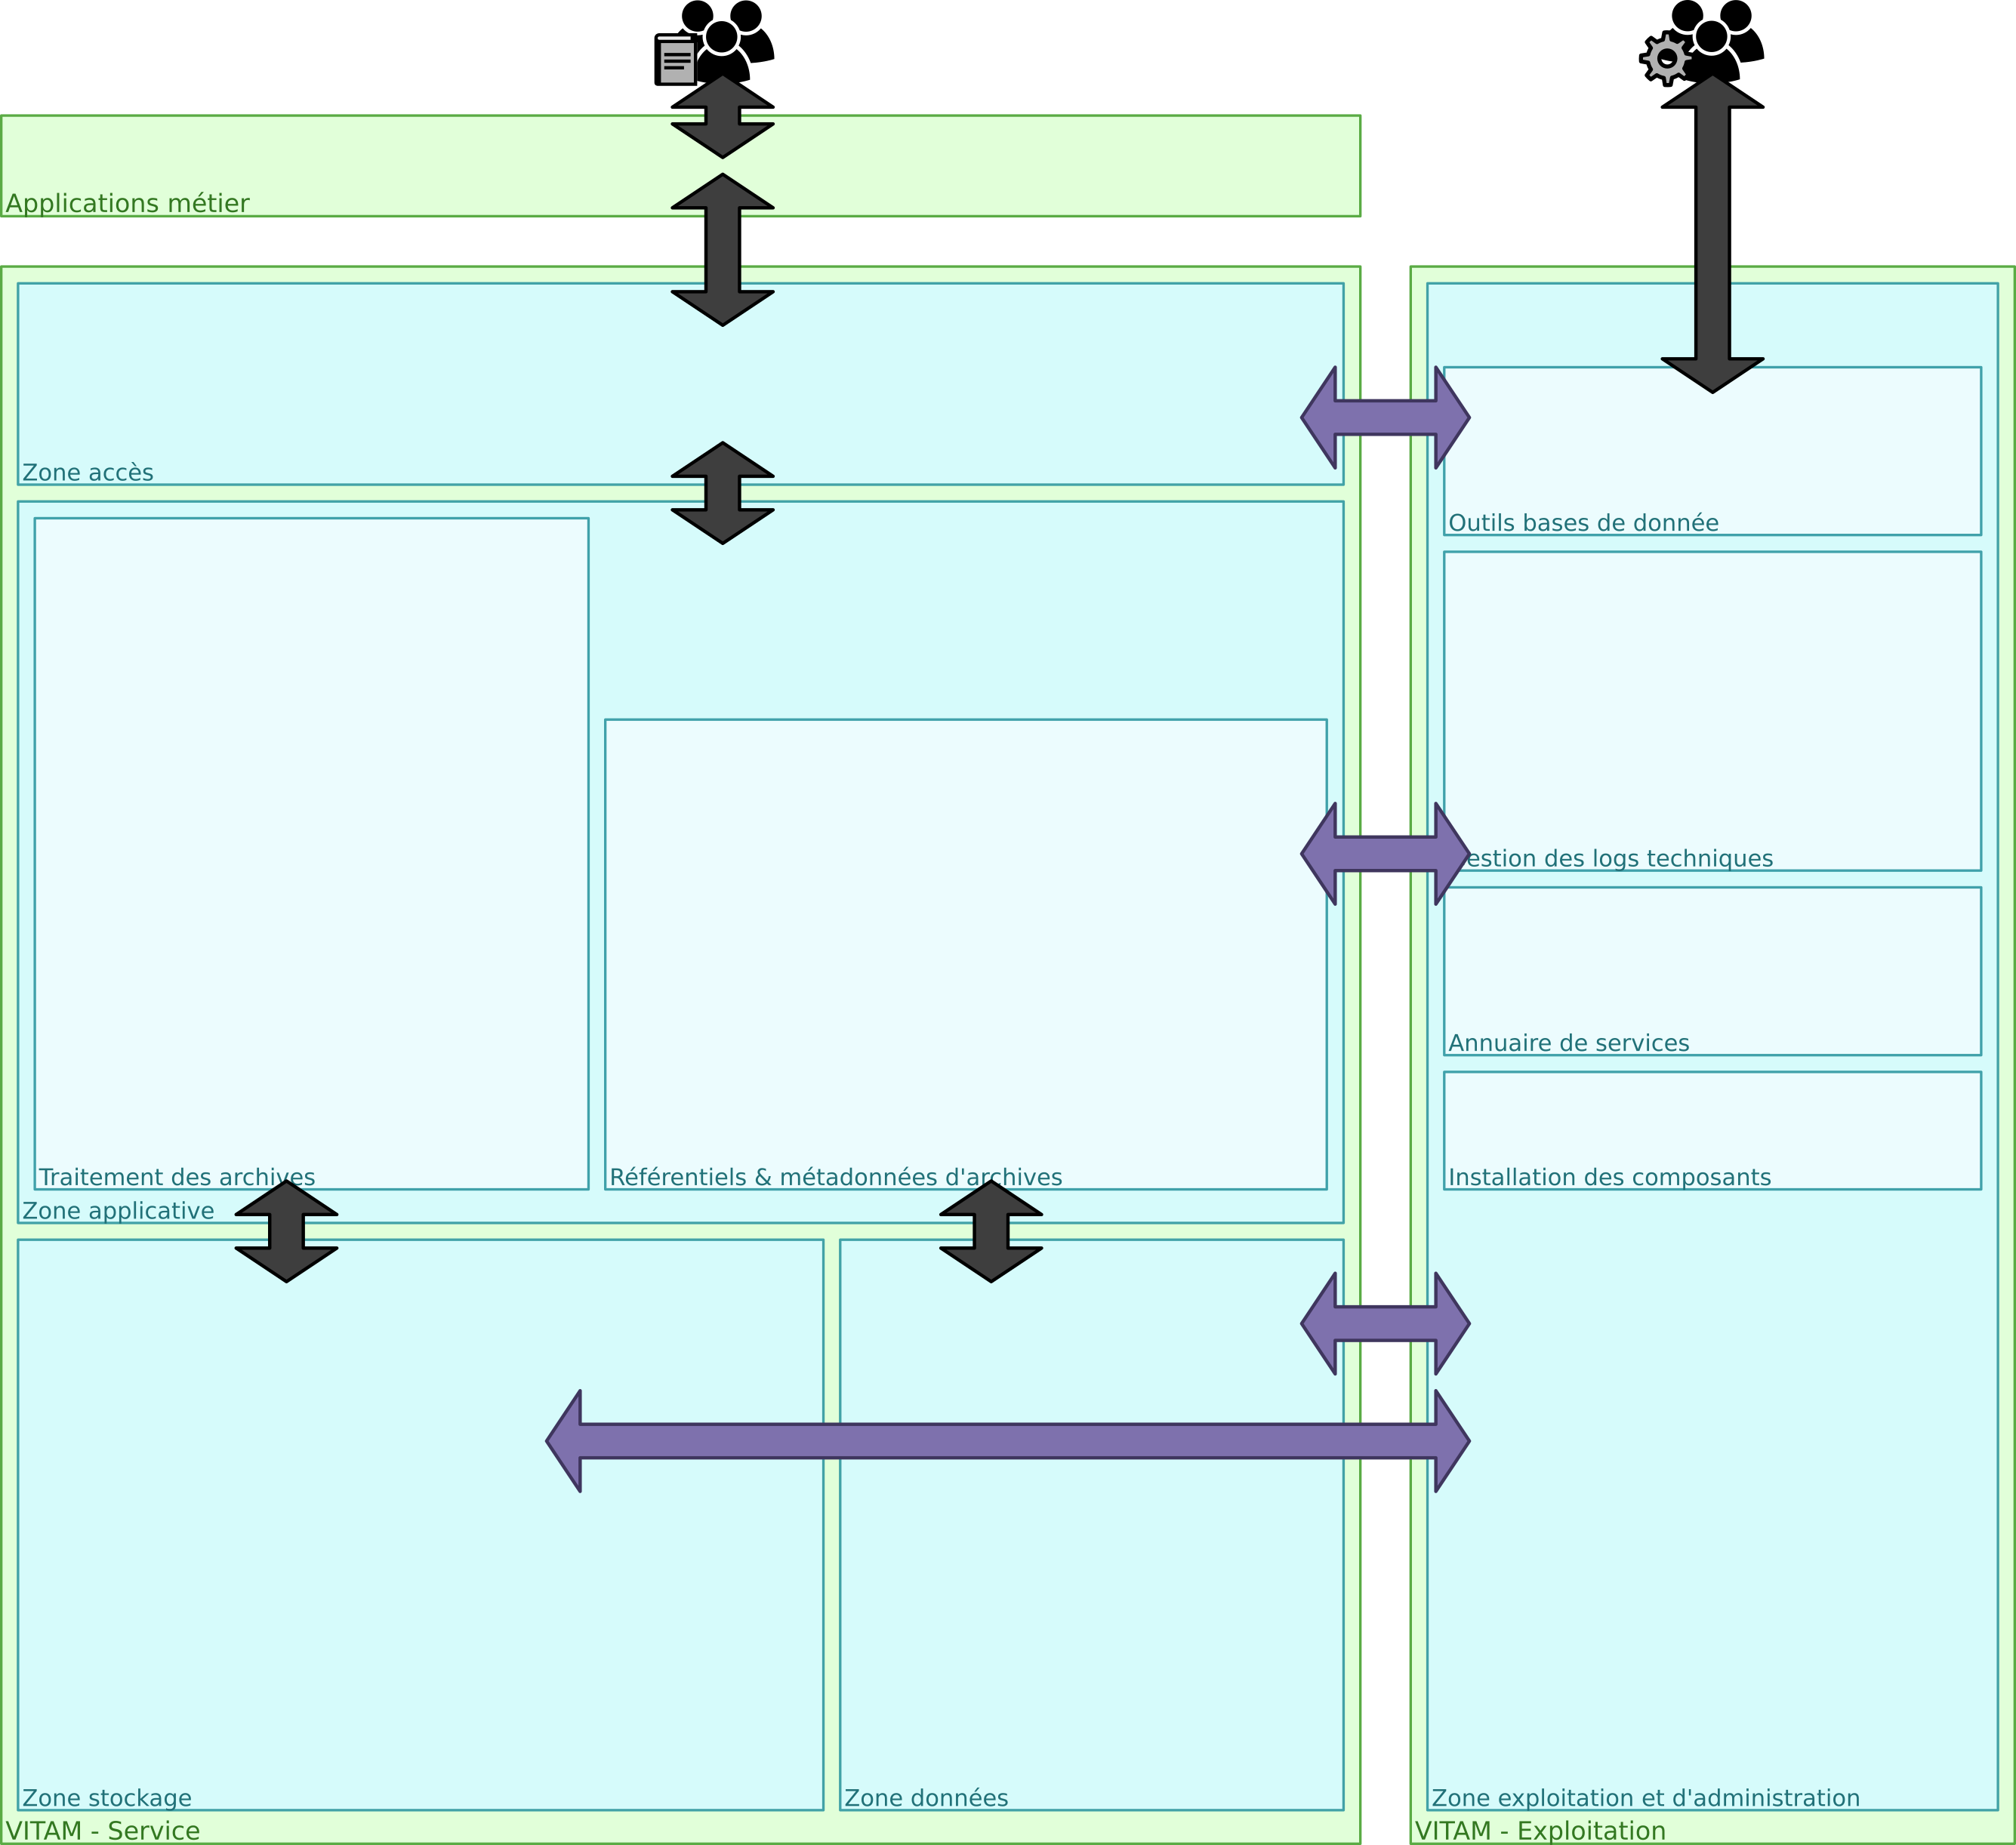 Applications métier
Zone accès
Outils bases de donnée
estion des logs techniques
Annuaire de services
Traitement des archives
Référentiels & métadonnées d'archives
Installation des composants
Zone applicative
Zone stockage
Zone données
Zone exploitation et d'administration
VITAM - Service
VITAM - Exploitation